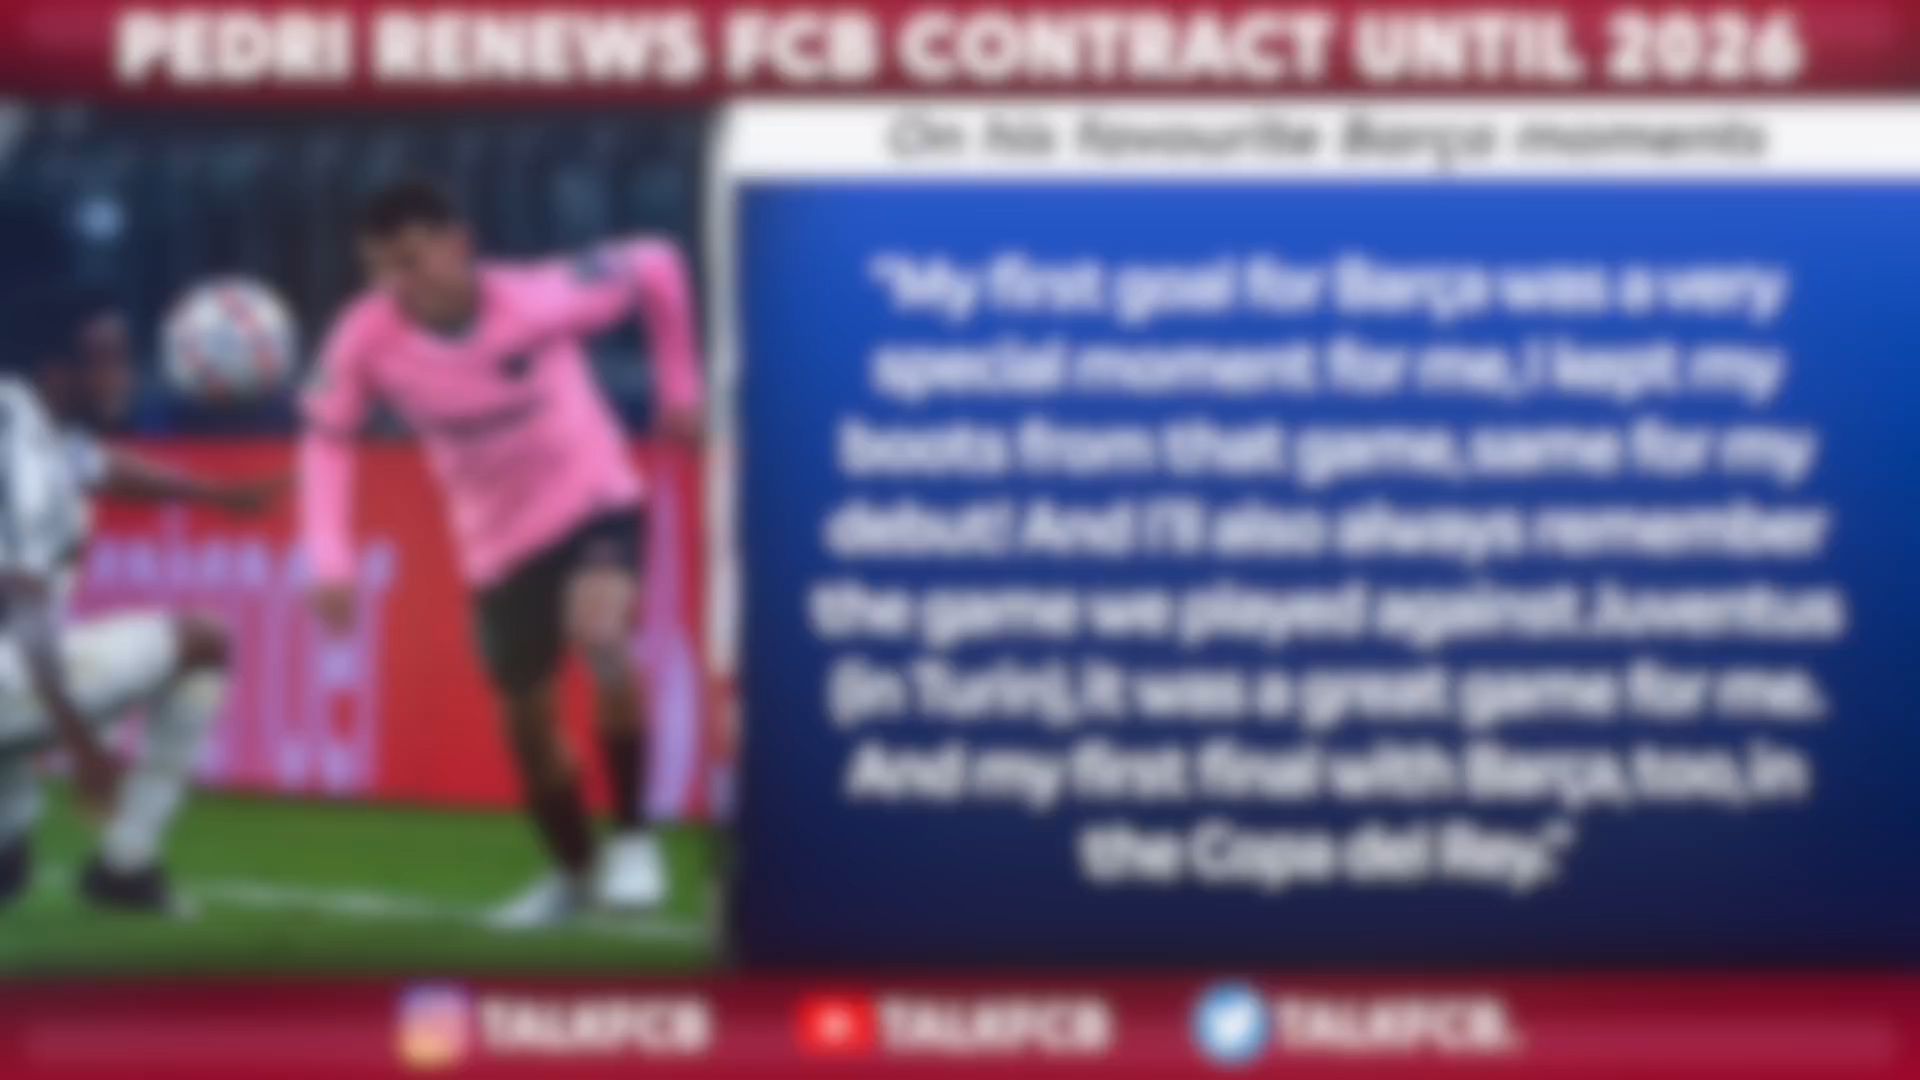 PEDRI RENEWS FCB CONTRACT UNTIL 2026
On his favourite Barça moments
"My first goal for Barça was a very
special moment for me, I kept my
boots from that game, same for my
debut! And I'll also always remember
the game we played against Juventus
(in Turin), it was a great game for me.
And my first final with Barça, too, in
the Copa del Rey."
TALKFCB TALKFCB TALKFCB.